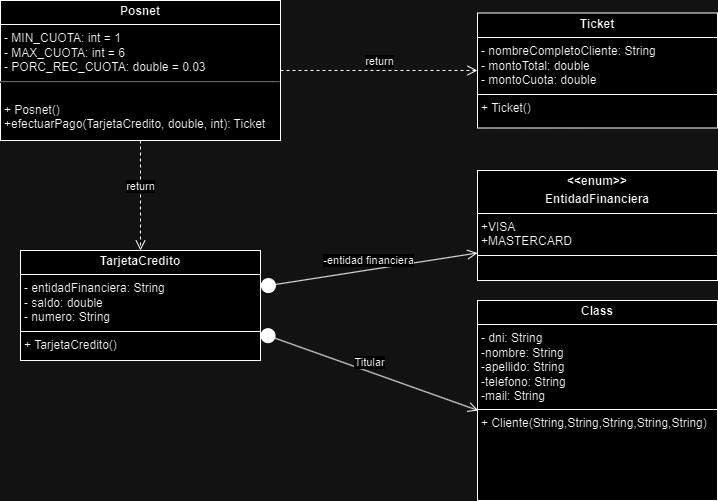 Posnet
- MIN_CUOTA: int = 1
- MAX_CUOTA: int = 6
- PORC_REC_CUOTA: double = 0.03
+ Posnet()
+efectuarPago(TarjetaCredito, double, int): Ticket
return
Ticket
- nombreCompletoCliente: String
- montoTotal: double
- montoCuota: double
+ Ticket()
return
<<enum>>
EntidadFinanciera
+VISA
+MASTERCARD
TarjetaCredito
- entidadFinanciera: String
- saldo: double
- numero: String
+ TarjetaCredito()
-entidad financiera
Titular
Class
- dni: String
-nombre: String
-apellido: String
-telefono: String
-mail: String
+ Cliente(String,String,String,String,String)